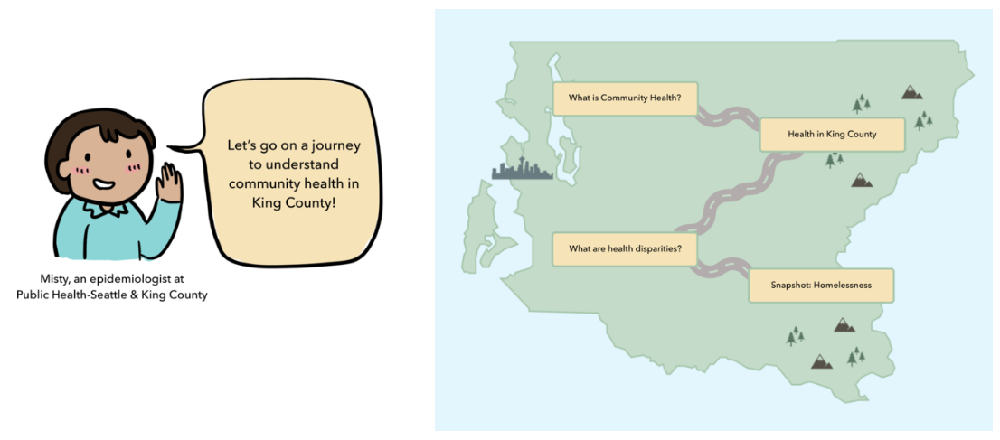 Let's go on a journey
to understand
community health in
King County!
Misty, an epidemiologist at
Public Health-Seattle & King County
What is Community Health?
Health in King County
What are health disparities?
Snapshot: Homelessness